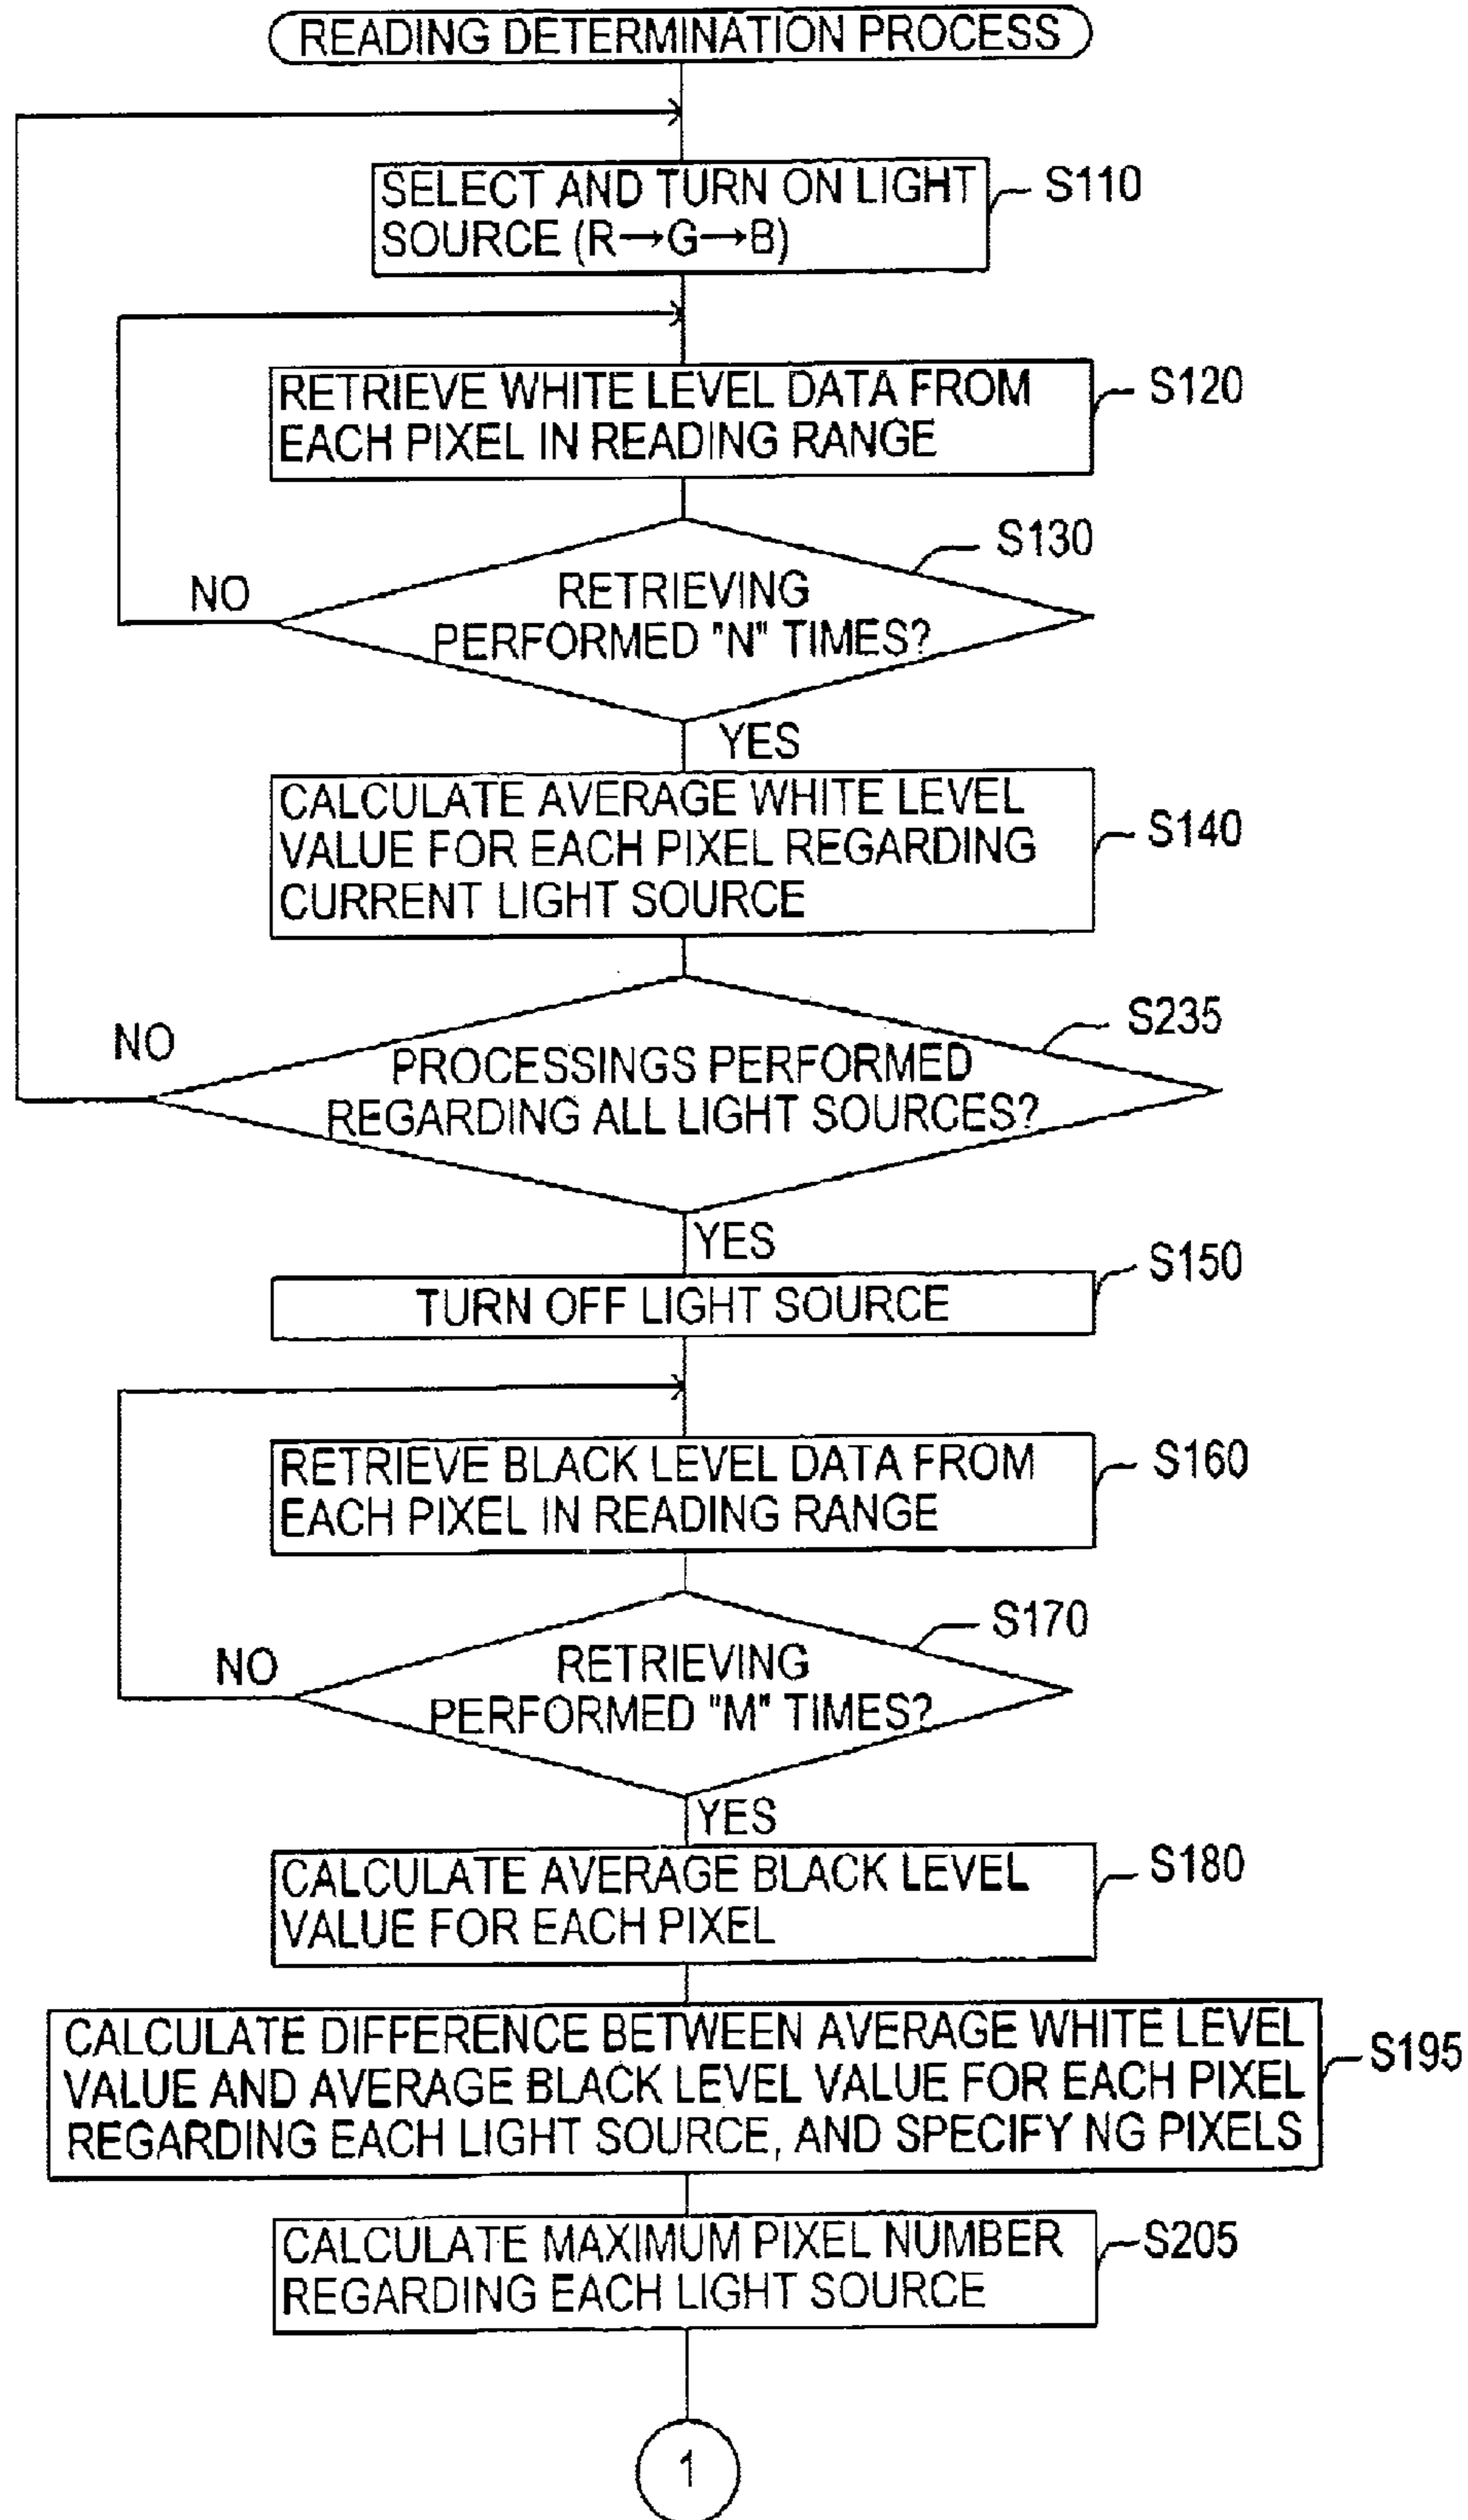 READING DETERMINATION PROCESS
SELECT AND TURN ON LIGHT
SOURCE (R→G→B)
S110
RETRIEVE WHITE LEVEL DATA FROM
EACH PIXEL IN READING RANGE
S120
S130
RETRIEVING
PERFORMED "N" TIMES?
NO
YES
CALCULATE AVERAGE WHITE LEVEL
VALUE FOR EACH PIXEL REGARDING
CURRENT LIGHT SOURCE
S140
S235
PROCESSINGS PERFORMED
REGARDING ALL LIGHT SOURCES?
NO
YES
TURN OFF LIGHT SOURCE
S150
RETRIEVE BLACK LEVEL DATA FROM
EACH PIXEL IN READING RANGE
S160
S170
RETRIEVING
PERFORMED "M" TIMES?
NO
YES
CALCULATE AVERAGE BLACK LEVEL
VALUE FOR EACH PIXEL
S180
CALCULATE DIFFERENCE BETWEEN AVERAGE WHITE LEVEL
VALUE AND AVERAGE BLACK LEVEL VALUE FOR EACH PIXEL
REGARDING EACH LIGHT SOURCE, AND SPECIFY NG PIXELS
S195
CALCULATE MAXIMUM PIXEL NUMBER
REGARDING EACH LIGHT SOURCE
S205
1